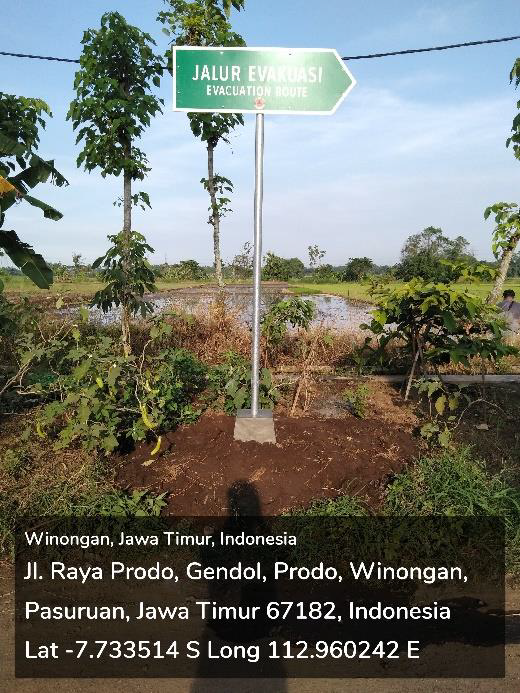 JALUR EVAKUASI
EVACUATION ROUTE
Winongan, Jawa Timur, Indonesia
Jl. Raya Prodo, Gendol, Prodo, Winongan,
Pasuruan, Jawa Timur 67182, Indonesia
Lat -7.733514 S Long 112.960242 E